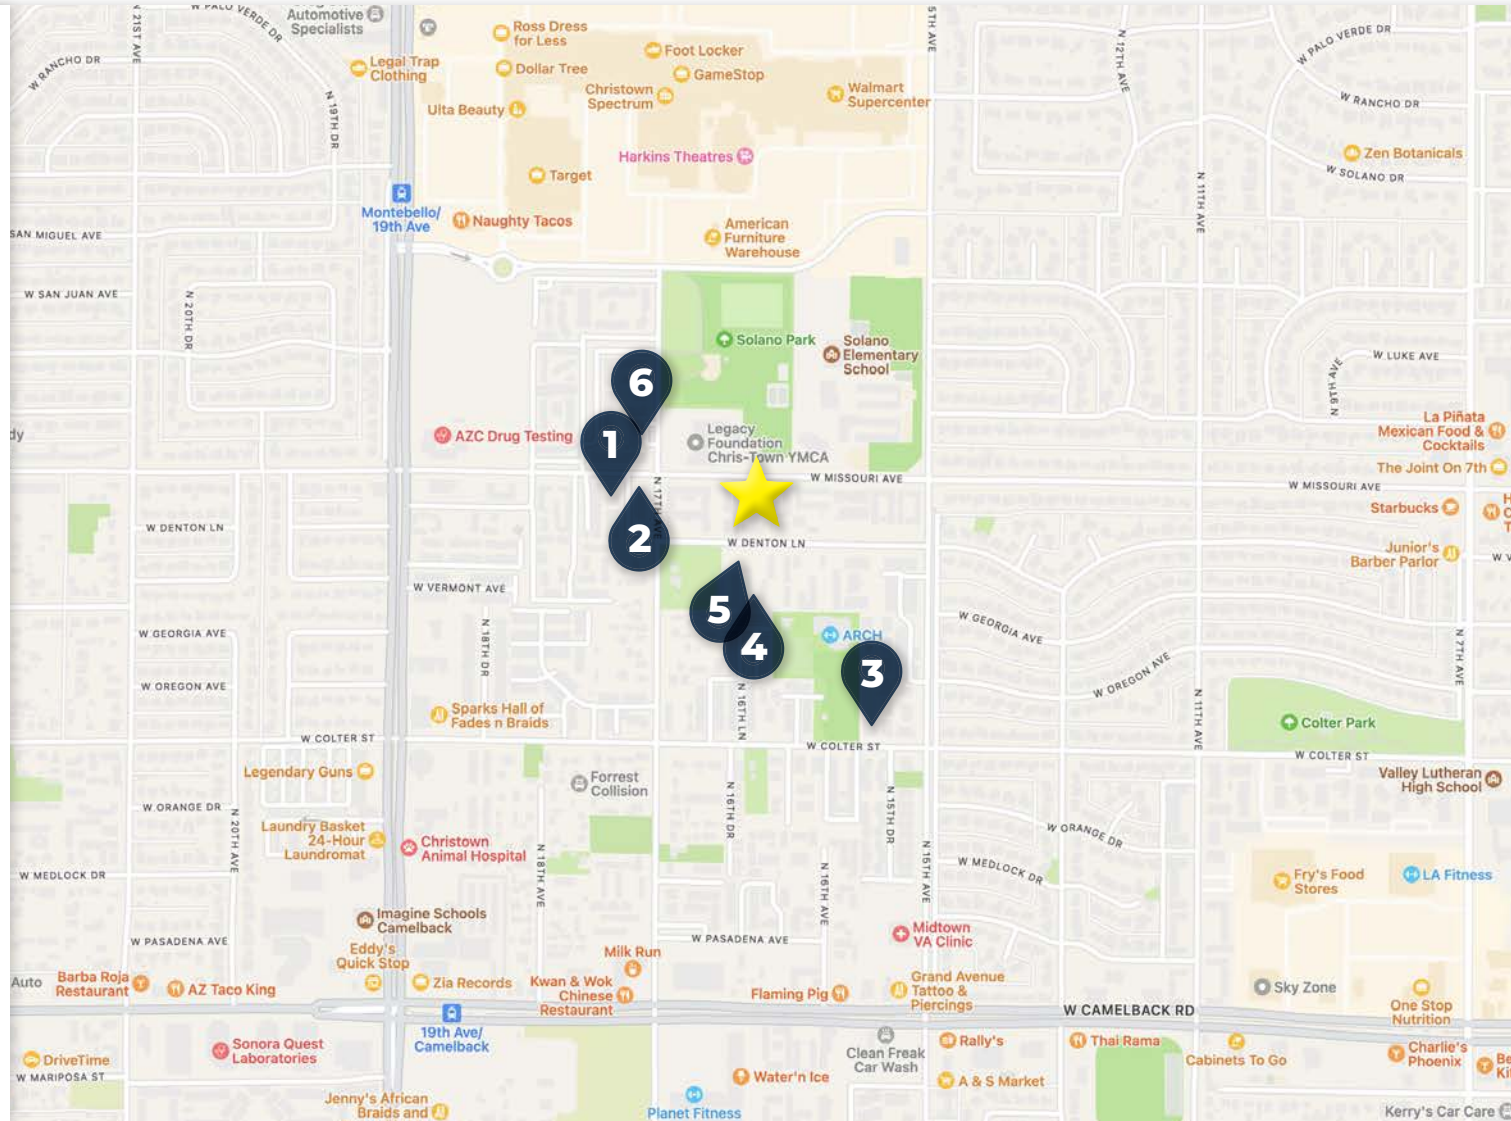 W PALO VERDE DR
Automotive
Specialists
N 21ST AVE
W RANCHO DR
Legal Trap
Clothing
N 19TH DR
Ross Dress
for Less
Dollar Tree
Ulta Beauty
Foot Locker
GameStop
Christown
Spectrum
Walmart
Supercenter
Harkins Theatres
Target
5TH AVE
N 12TH AVE
W PALO VERDE DR
W RANCHO DR
Zen Botanicals
W SOLANO DR
N 11TH AVE
Montebello/
19th Ave
Naughty Tacos
American
Furniture
Warehouse
SAN MIGUEL AVE
W SAN JUAN AVE
N 20TH DR
Solano Park
Solano
Elementary
School
W LUKE AVE
N 9TH AVE
6
1
AZC Drug Testing
Legacy
Foundation
Chris-Town YMCA
La Piñata
Mexican Food &
Cocktails
The Joint On 7th
dy
W MISSOURI AVE
W MISSOURI AVE
Starbucks
N 17TH AVE
2
W DENTON LN
W DENTON LN
Junior's
Barber Parlor
W VERMONT AVE
5
4
3
ARCH
W GEORGIA AVE
W GEORGIA AVE
N 18TH DR
W OREGON AVE
W OREGON AVE
N 7TH AVE
N 16TH LN
N 11TH AVE
Sparks Hall of
Fades n Braids
Colter Park
W COLTER ST
W COLTER ST
W COLTER ST
Legendary Guns
Forrest
Collision
Valley Lutheran
High School
W ORANGE DR
N 20TH AVE
N 16TH DR
N 15TH DR
W ORANGE DR
Laundry Basket
24-Hour
Laundromat
Christown
Animal Hospital
N 18TH AVE
N 16TH AVE
N 15TH AVE
W MEDLOCK DR
W MEDLOCK DR
Fry's Food
Stores
LA Fitness
Imagine Schools
Camelback
W PASADENA AVE
W PASADENA AVE
Midtown
VA Clinic
Eddy's
Quick Stop
Milk Run
Auto
Barba Roja
Restaurant
AZ Taco King
Zia Records
Kwan & Wok
Chinese
Restaurant
Flaming Pig
Grand Avenue
Tattoo &
Piercings
Sky Zone
One Stop
Nutrition
W CAMELBACK RD
19th Ave/
Camelback
DriveTime
W MARIPOSA ST
Sonora Quest
Laboratories
Clean Freak
Car Wash
Rally's
Thai Rama
Cabinets To Go
Charlie's
Phoenix
Water'n Ice
A & S Market
Jenny's African
Braids and
Planet Fitness
Kerry's Car Care